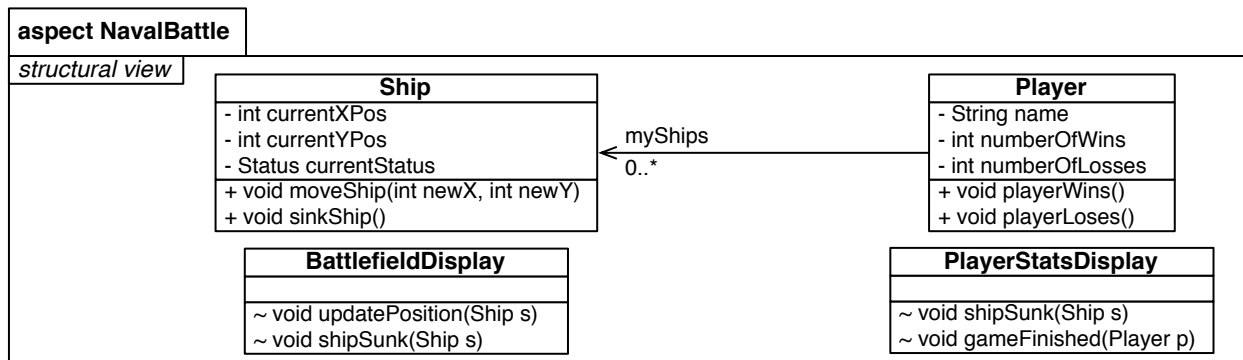 aspect NavalBattle
structural view
Ship
- int currentXPos
- int currentYPos
- Status currentStatus
+ void moveShip(int newX, int newY)
+ void sinkShip()
myShips
0..*
Player
- String name
- int numberOfWins
- int numberOfLosses
+ void playerWins()
+ void playerLoses()
BattlefieldDisplay
~ void updatePosition(Ship s)
~ void shipSunk(Ship s)
PlayerStatsDisplay
~ void shipSunk(Ship s)
~ void gameFinished(Player p)